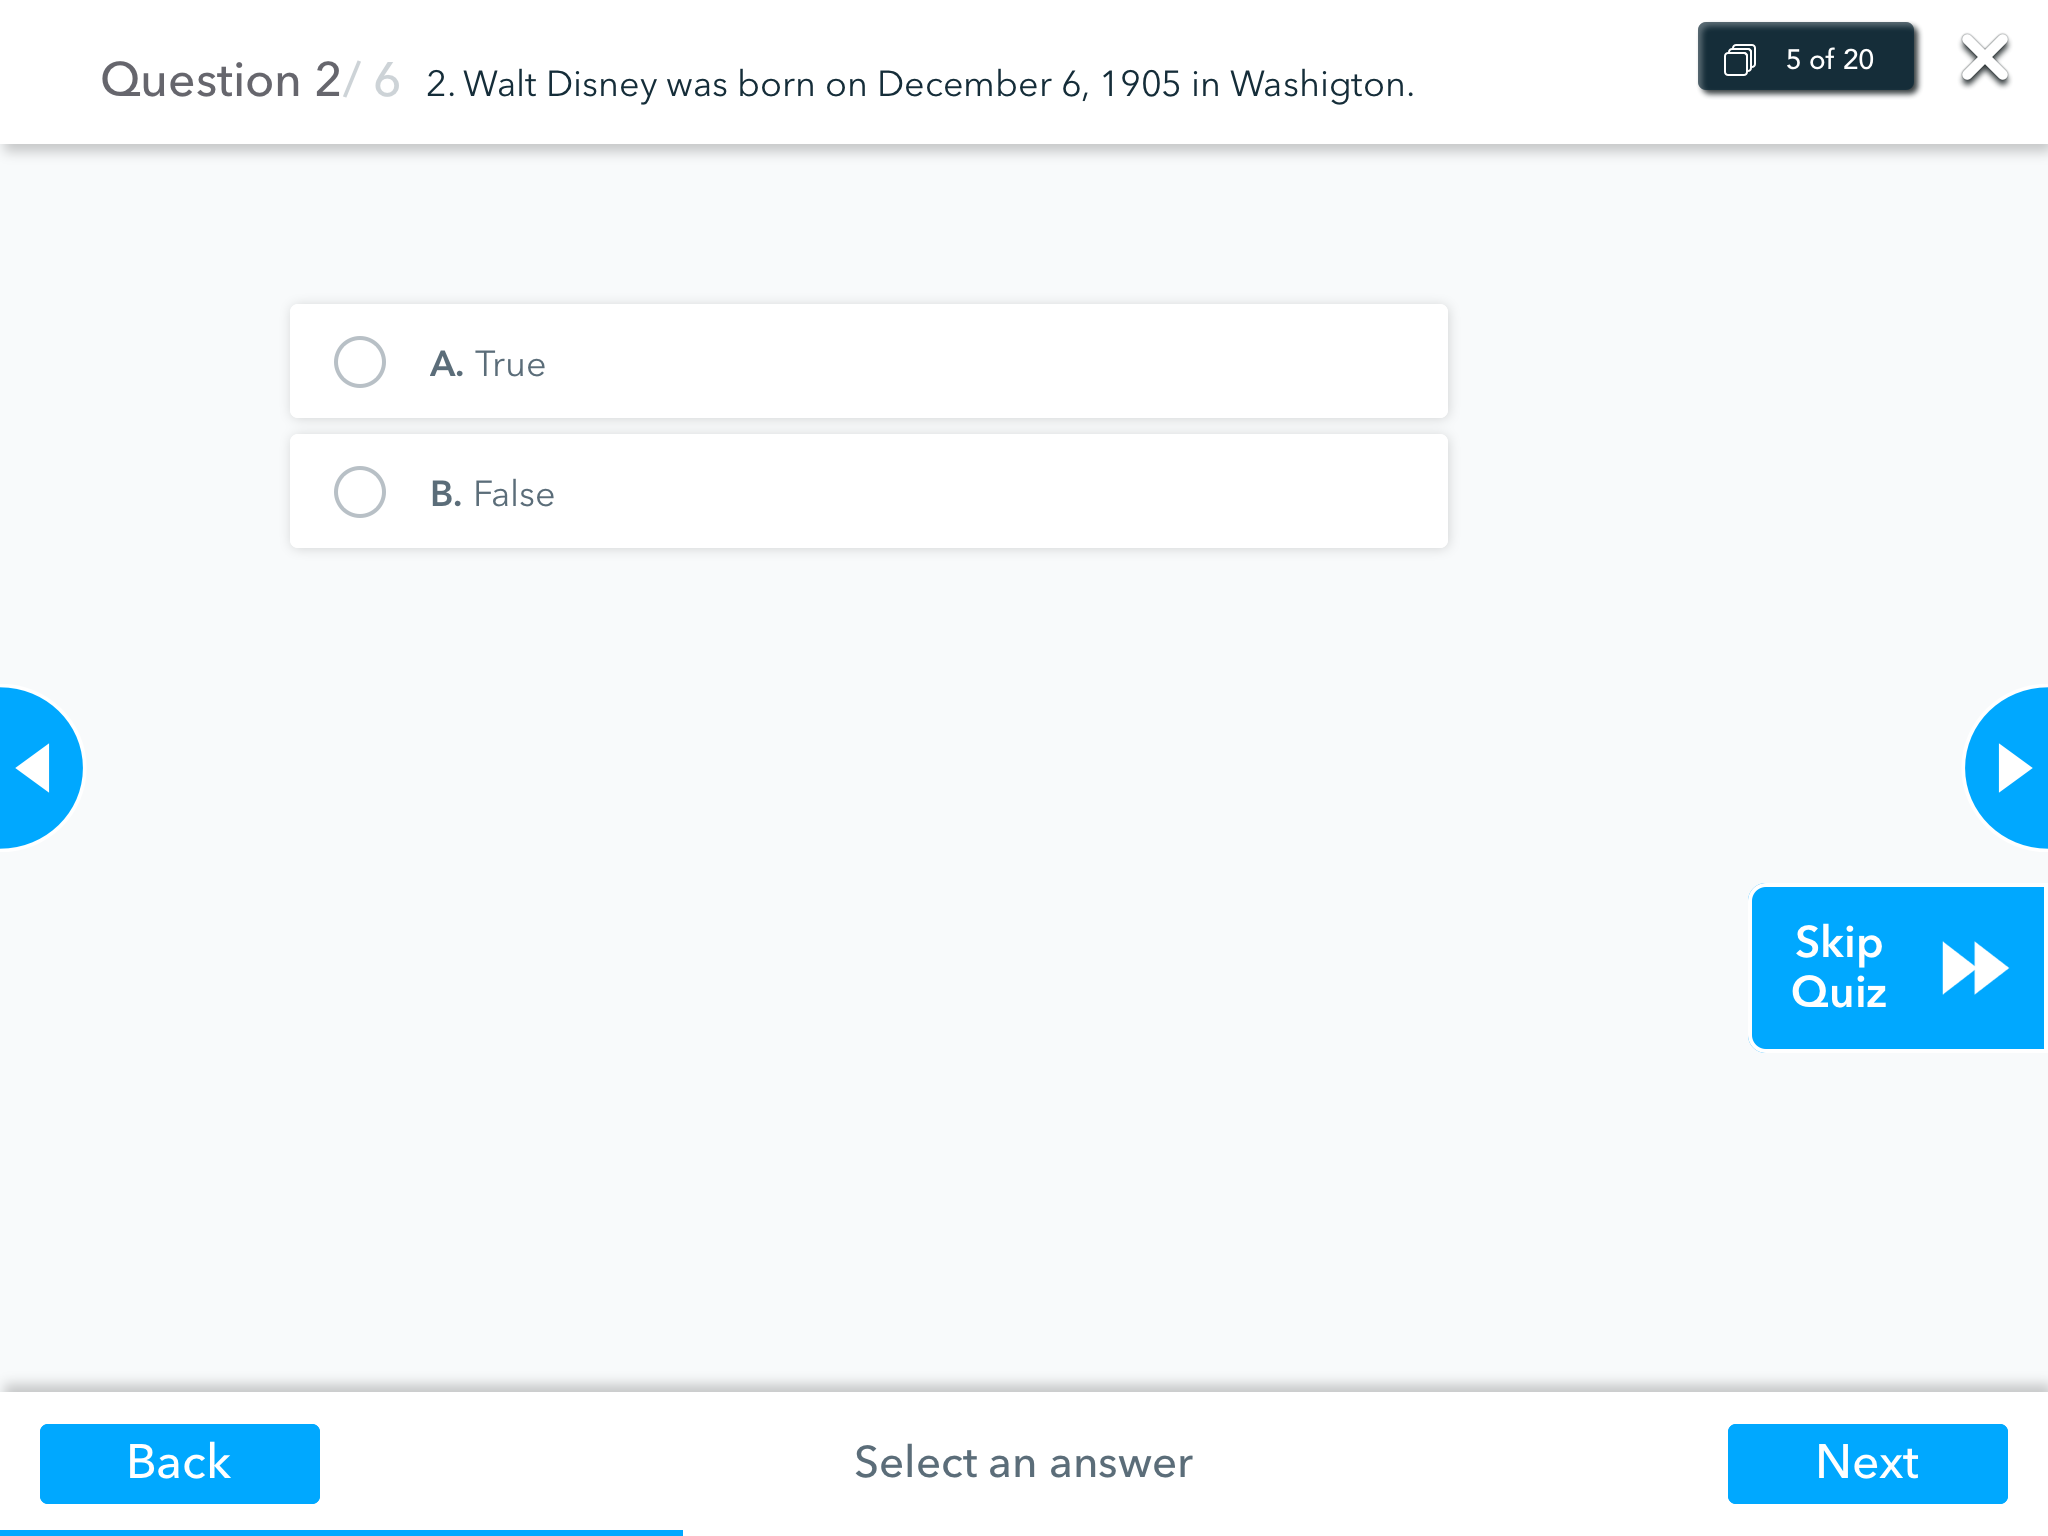 Question 2/ 6 2. Walt Disney was born on December 6, 1905 in Washigton.
5 of 20
A. True
B. False
Skip
Quiz
Back
Select an answer
Next